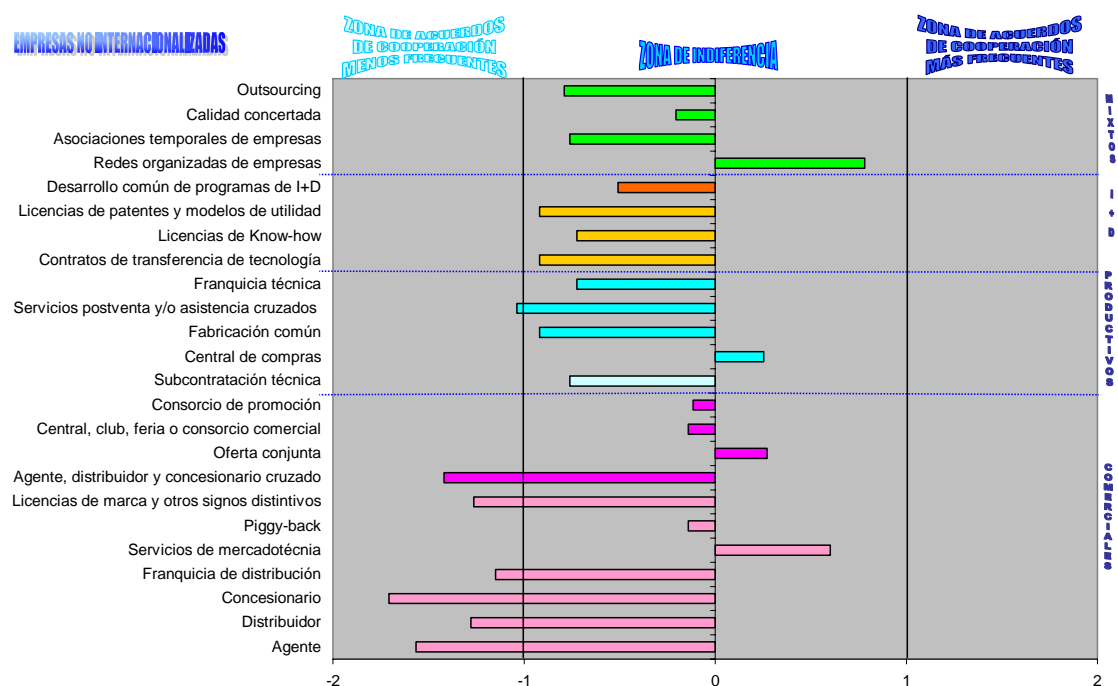 EMPRESAS NO INTERNACIONALIZADAS
ZONA DE ACUERDOS
DE COOPERACIÓN
MENOS FRECUENTES
ZONA DE INDIFERENCIA
ZONA DE ACUERDOS
DE COOPERACIÓN
MÁS FRECUENTES
Outsourcing
Calidad concertada
Asociaciones temporales de empresas
Redes organizadas de empresas
MIXTOS
Desarrollo común de programas de I+D
Licencias de patentes y modelos de utilidad
Licencias de Know-how
Contratos de transferencia de tecnología
I + D
Franquicia técnica
Servicios postventa y/o asistencia cruzados
Fabricación común
Central de compras
Subcontratación técnica
PRODUCTIVOS
Consorcio de promoción
Central, club, feria o consorcio comercial
Oferta conjunta
Agente, distribuidor y concesionario cruzado
Licencias de marca y otros signos distintivos
Piggy-back
Servicios de mercadotécnia
Franquicia de distribución
Concesionario
Distribuidor
Agente
COMERCIALES
-2 -1 0 1 2